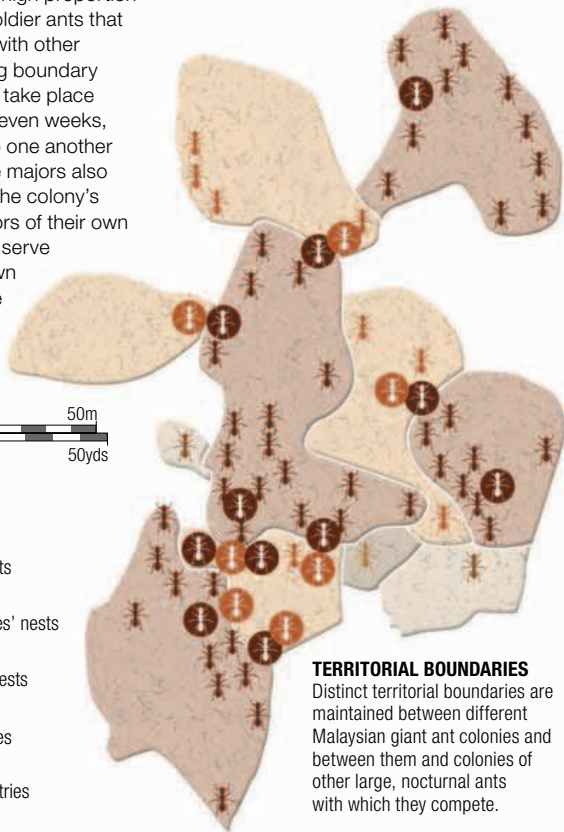 high proportion
ldier ants that
with other
g boundary
take place
even weeks,
one another
majors also
he colony's
ors of their own
serve
wn
50m
50yds
ts
es' nests
ests
es
tries
TERRITORIAL BOUNDARIES
Distinct territorial boundaries are
maintained between different
Malaysian giant ant colonies and
between them and colonies of
other large, nocturnal ants
with which they compete.